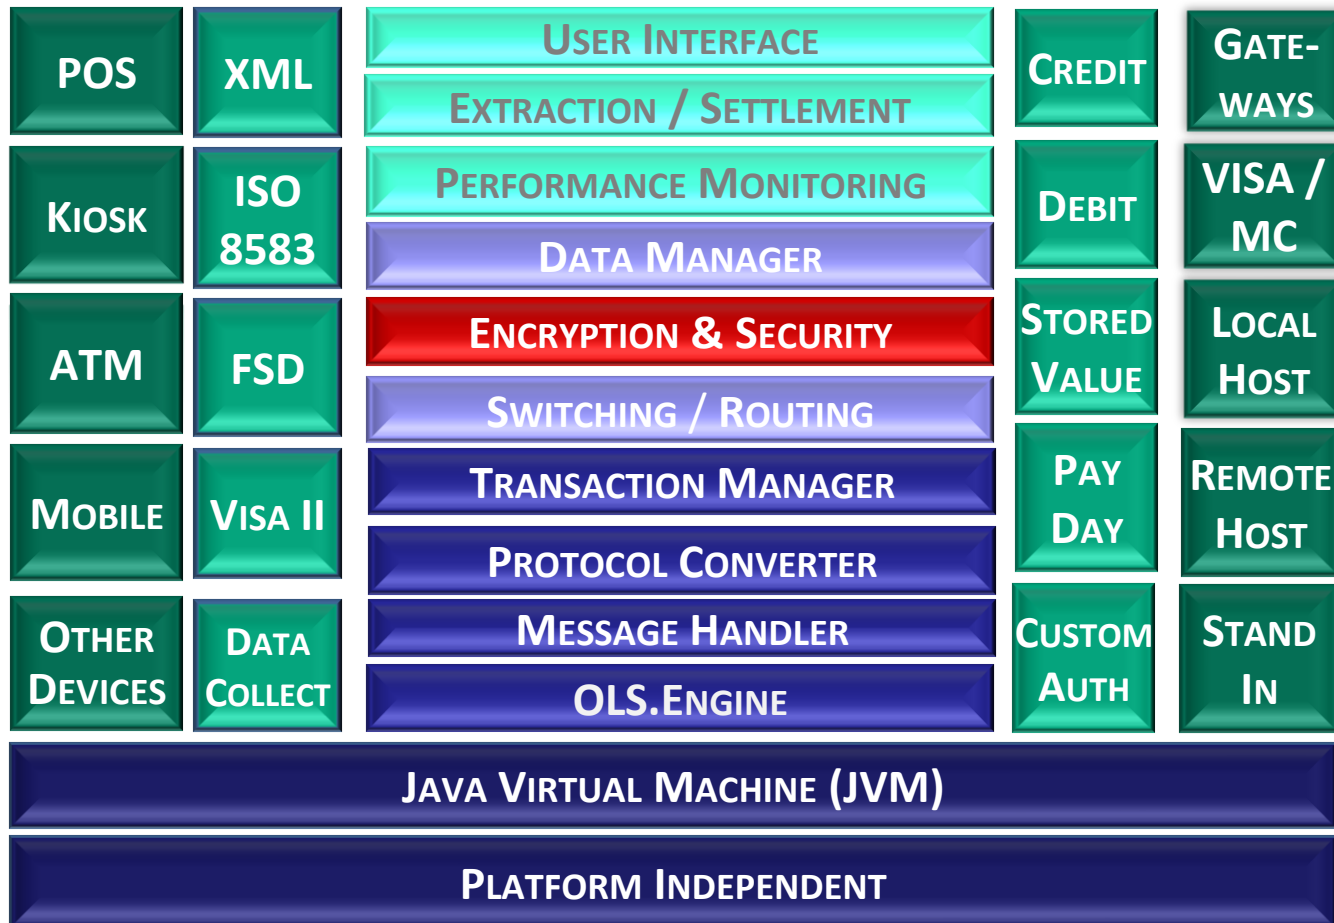 POS
XML
USER INTERFACE
EXTRACTION / SETTLEMENT
CREDIT
GATE-
WAYS
KIOSK
ISO
8583
PERFORMANCE MONITORING
DATA MANAGER
DEBIT
VISA /
MC
ATM
FSD
ENCRYPTION & SECURITY
SWITCHING / ROUTING
STORED
VALUE
LOCAL
HOST
MOBILE
VISA II
TRANSACTION MANAGER
PROTOCOL CONVERTER
PAY
DAY
REMOTE
HOST
OTHER
DEVICES
DATA
COLLECT
MESSAGE HANDLER
OLS.ENGINE
CUSTOM
AUTH
STAND
IN
JAVA VIRTUAL MACHINE (JVM)
PLATFORM INDEPENDENT